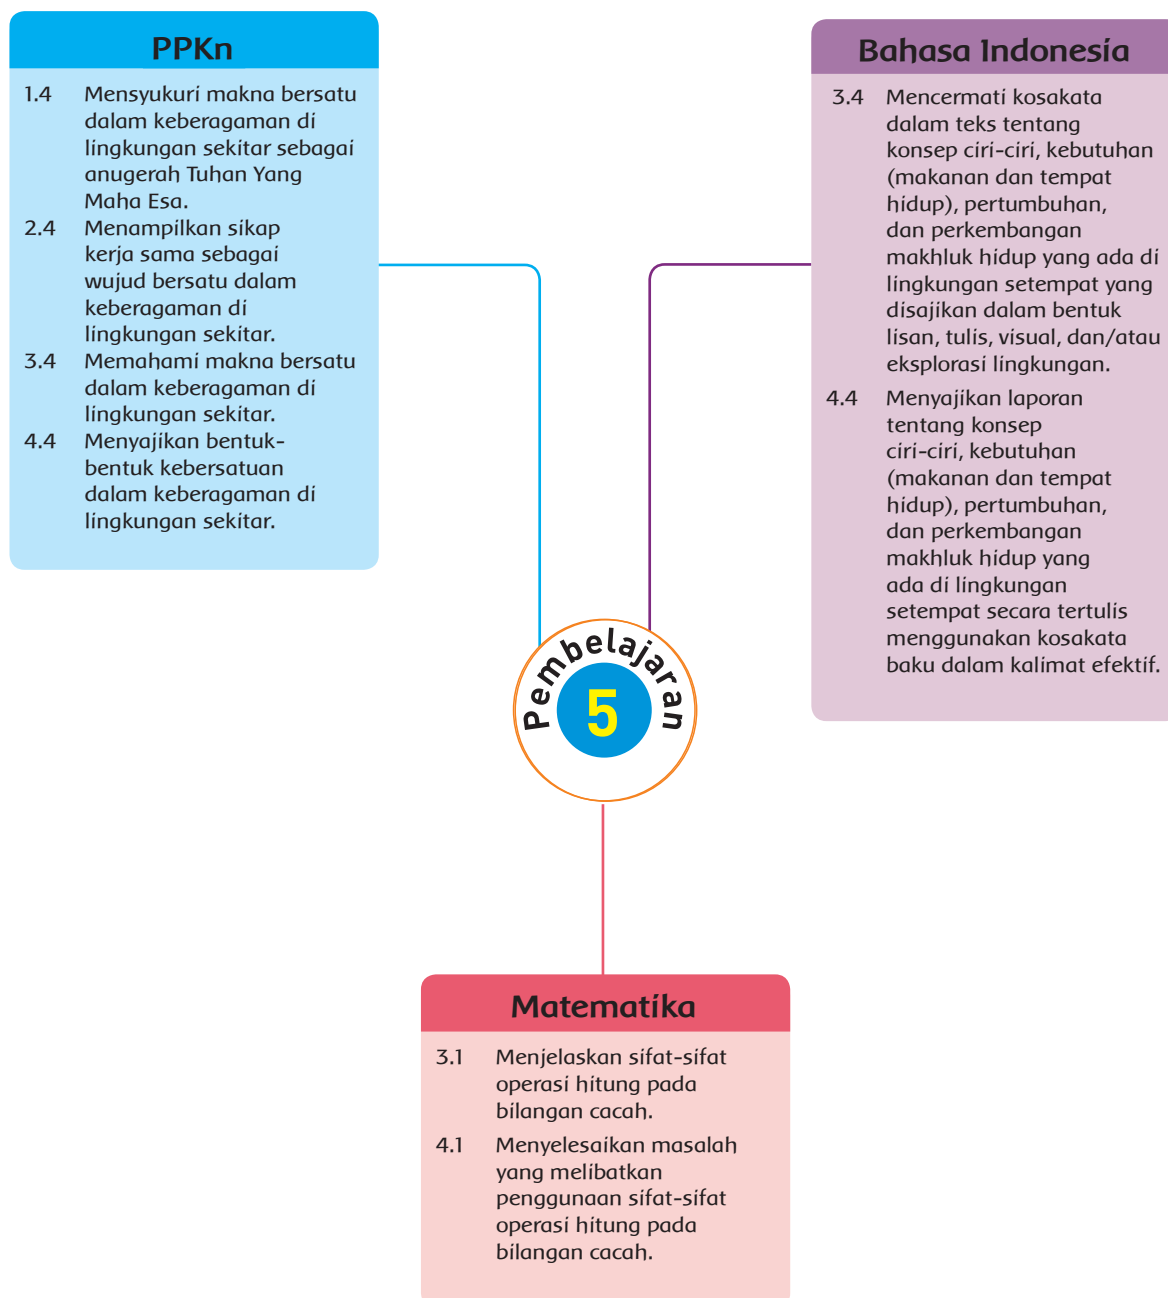 PPKn
1.4 Mensyukuri makna bersatu
dalam keberagaman di
lingkungan sekitar sebagai
anugerah Tuhan Yang
Maha Esa.
2.4 Menampilkan sikap
kerja sama sebagai
wujud bersatu dalam
keberagaman di
lingkungan sekitar.
3.4 Memahami makna bersatu
dalam keberagaman di
lingkungan sekitar.
4.4 Menyajikan bentuk-
bentuk kebersatuan
dalam keberagaman di
lingkungan sekitar.
Bahasa Indonesia
3.4 Mencermati kosakata
dalam teks tentang
konsep ciri-ciri, kebutuhan
(makanan dan tempat
hidup), pertumbuhan,
dan perkembangan
makhluk hidup yang ada di
lingkungan setempat yang
disajikan dalam bentuk
lisan, tulis, visual, dan/atau
eksplorasi lingkungan.
4.4 Menyajikan laporan
tentang konsep
ciri-ciri, kebutuhan
(makanan dan tempat
hidup), pertumbuhan,
dan perkembangan
makhluk hidup yang
ada di lingkungan
setempat secara tertulis
menggunakan kosakata
baku dalam kalimat efektif.
Pembelajaran
5
Matematika
3.1 Menjelaskan sifat-sifat
operasi hitung pada
bilangan cacah.
4.1 Menyelesaikan masalah
yang melibatkan
penggunaan sifat-sifat
operasi hitung pada
bilangan cacah.